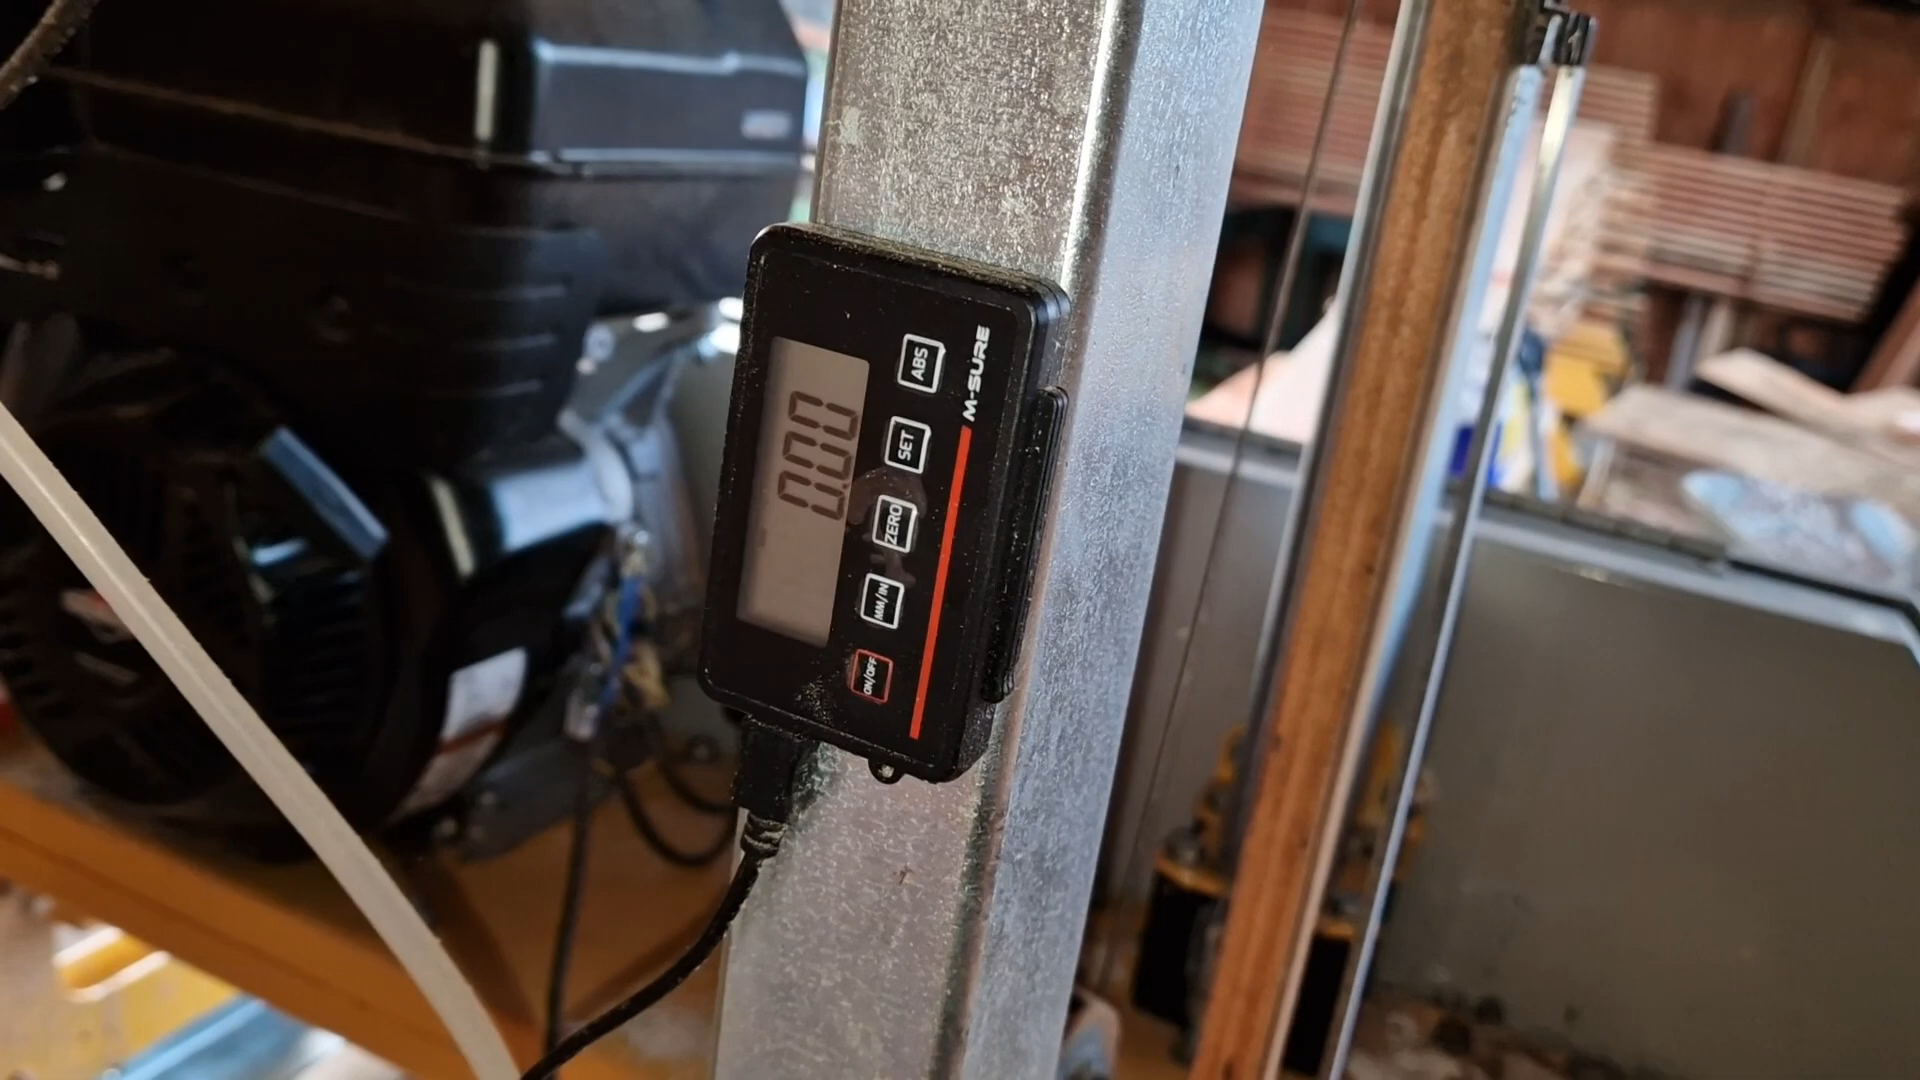 0.00
ON/OFF MM/IN ZERO SET ABS
M-SURE